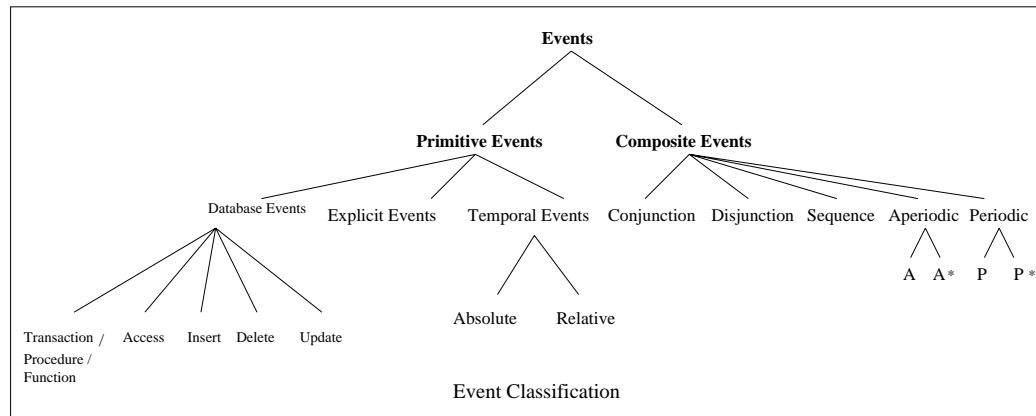 Events
Primitive Events Composite Events
Database Events Explicit Events Temporal Events Conjunction Disjunction Sequence Aperiodic Periodic
A A* P P*
Absolute Relative
Transaction / Access Insert Delete Update
Procedure /
Function
Event Classification